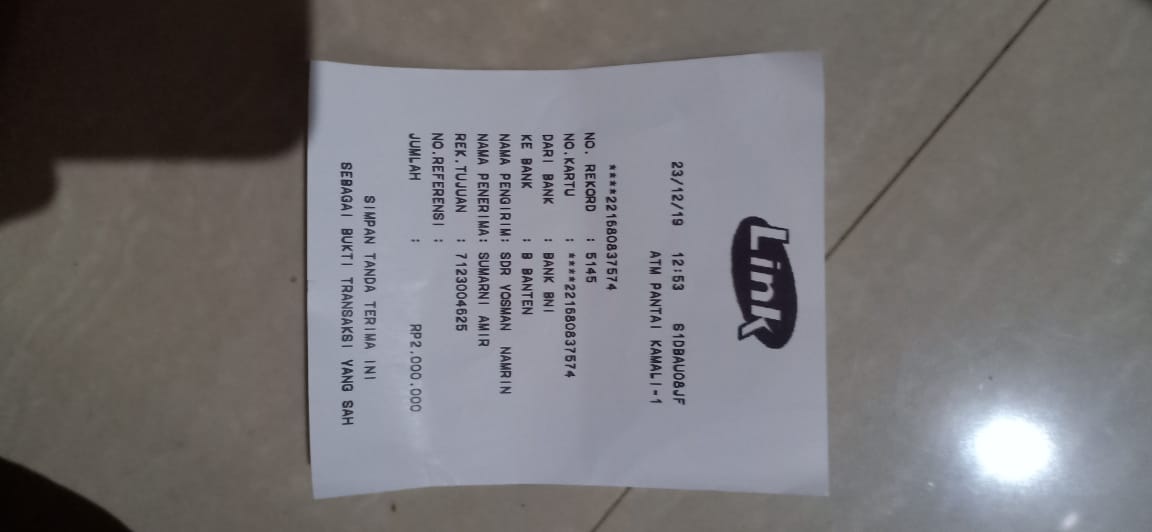 Link
23/12/19 12:53 S1DBAU08JF
ATM PANTAI KAMALI-1
****221680837574
NO. REKORD : 5145
NO.KARTU : ****221680837574
DARI BANK : BANK BNI
KE BANK : B BANTEN
NAMA PENGIRIM: SDR YOSMAN NAMRIN
NAMA PENERIMA: SUMARNI AMIR
REK.TUJUAN : 7123004625
NO.REFERENSI :
JUMLAH : RP2.000.000
SIMPAN TANDA TERIMA INI
SEBAGAI BUKTI TRANSAKSI YANG SAH